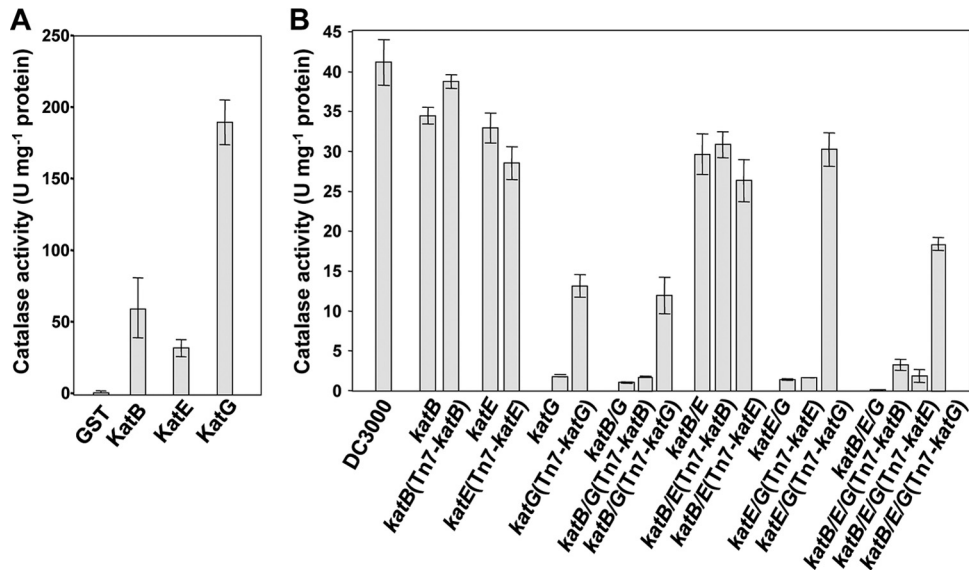 A
Catalase activity (U mg-1 protein)
250
200
150
100
50
0
GST
KatB
KatE
KatG
B
Catalase activity (U mg-1 protein)
45
40
35
30
25
20
15
10
5
0
DC3000
katB
katB(Tn7-katB)
katE
katE(Tn7-katE)
katG
katG(Tn7-katG)
katB/G
katB/G(Tn7-katB)
katB/G(Tn7-katG)
katB/E
katB/E(Tn7-katB)
katB/E(Tn7-katE)
katE/G
katE/G(Tn7-katE)
katE/G(Tn7-katG)
katB/E/G
katB/E/G(Tn7-katB)
katB/E/G(Tn7-katE)
katB/E/G(Tn7-katG)